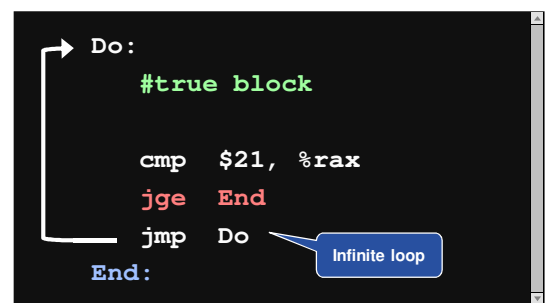 Do:
#true block
cmp $21, %rax
jge End
jmp Do
Infinite loop
End: